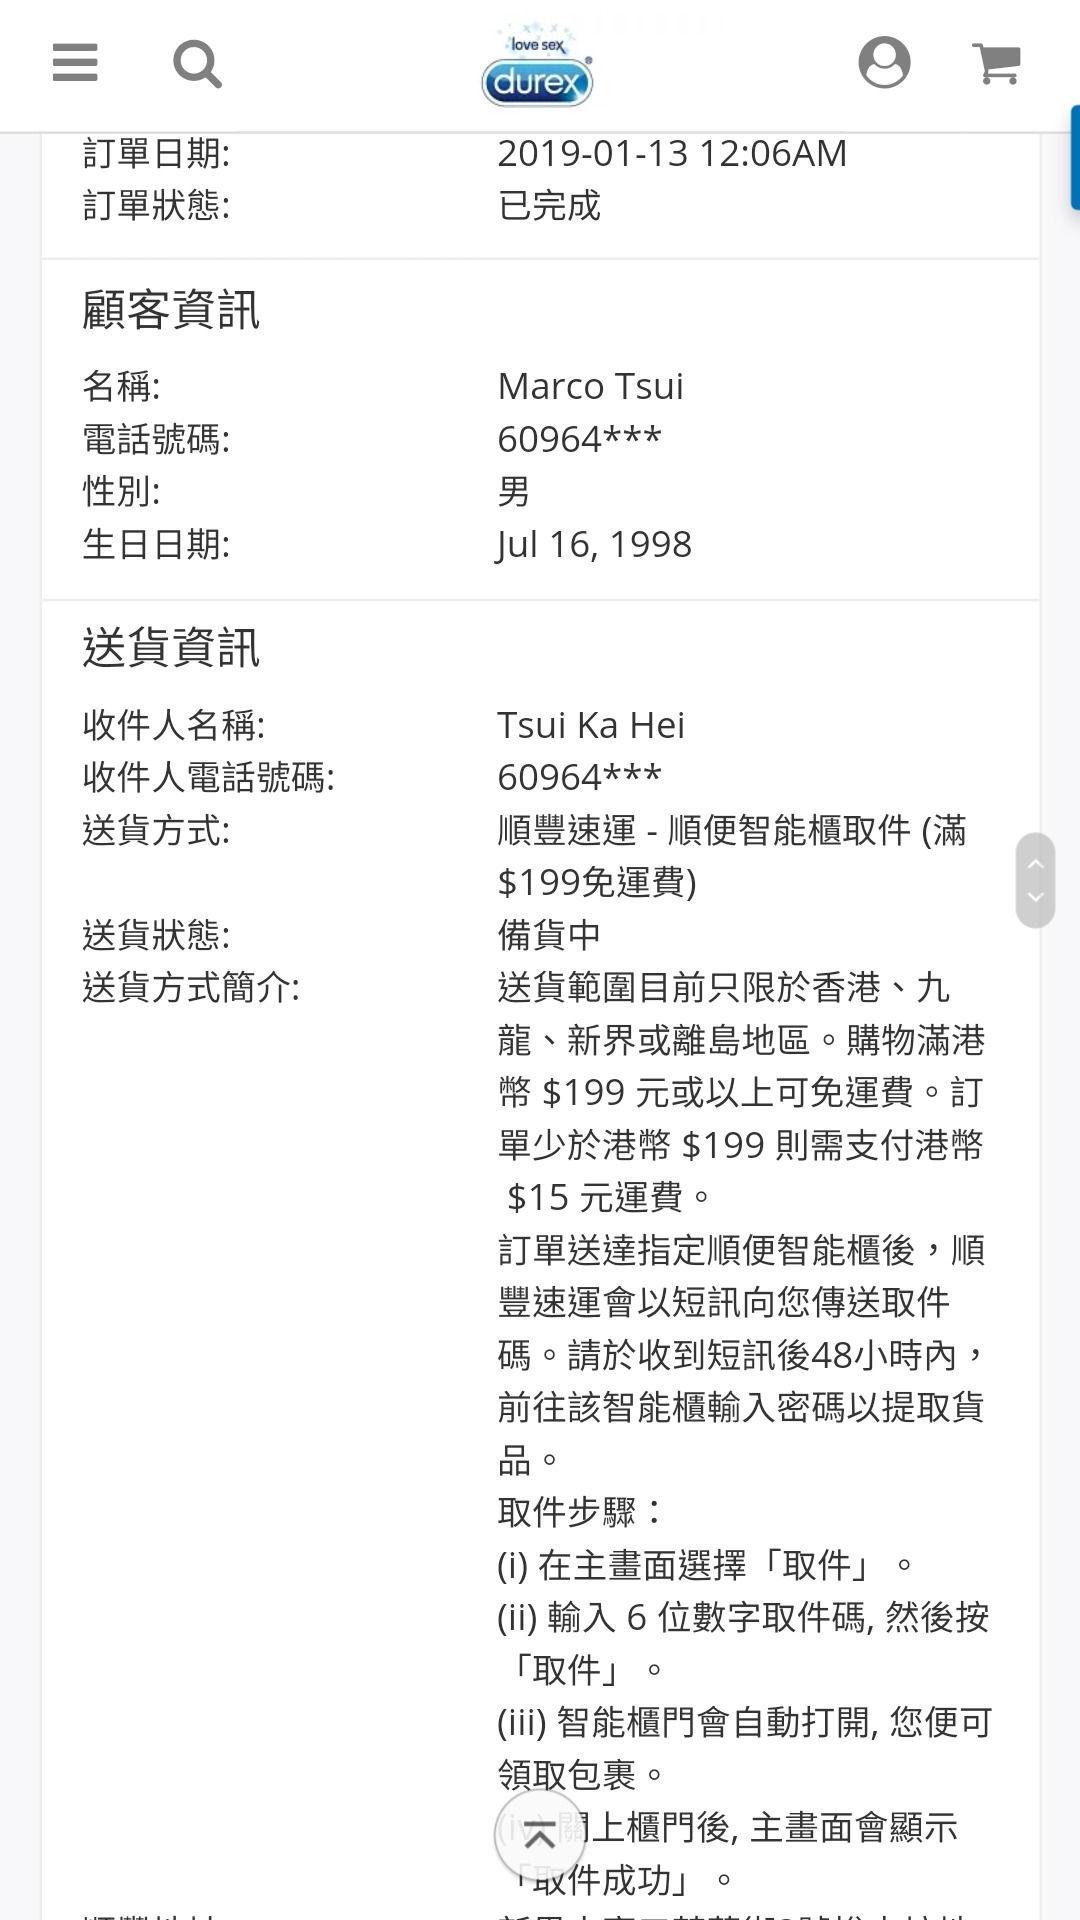 love sex
durex
訂單日期: 2019-01-13 12:06AM
訂單狀態: 已完成
顧客資訊
名稱: Marco Tsui
電話號碼: 60964***
性別: 男
生日日期: Jul 16, 1998
送貨資訊
收件人名稱: Tsui Ka Hei
收件人電話號碼: 60964***
送貨方式: 順豐速運 - 順便智能櫃取件 (滿
$199免運費)
送貨狀態: 備貨中
送貨方式簡介: 送貨範圍目前只限於香港、九
龍、新界或離島地區。購物滿港
幣 $199 元或以上可免運費。訂
單少於港幣 $199 則需支付港幣
$15 元運費。
訂單送達指定順便智能櫃後，順
豐速運會以短訊向您傳送取件
碼。請於收到短訊後48小時內，
前往該智能櫃輸入密碼以提取貨
品。
取件步驟：
(i) 在主畫面選擇「取件」。
(ii) 輸入 6 位數字取件碼, 然後按
「取件」。
(iii) 智能櫃門會自動打開, 您便可
領取包裹。
(iv) 關上櫃門後, 主畫面會顯示
「取件成功」。